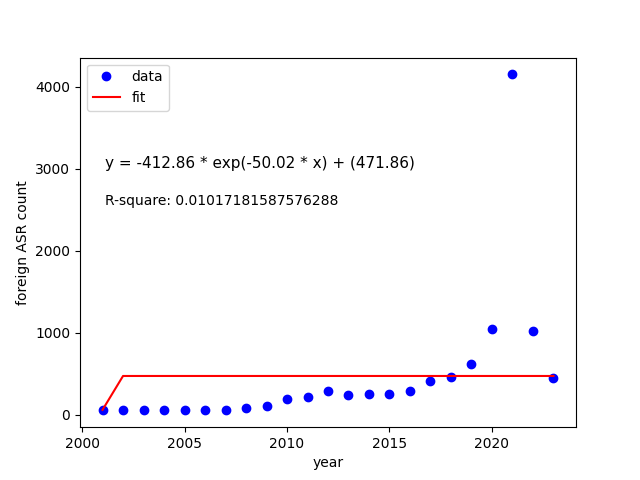 data
fit
y = -412.86 * exp(-50.02 * x) + (471.86)
R-square: 0.01017181587576288
foreign ASR count
4000
3000
2000
1000
0
2000 2005 2010 2015 2020
year